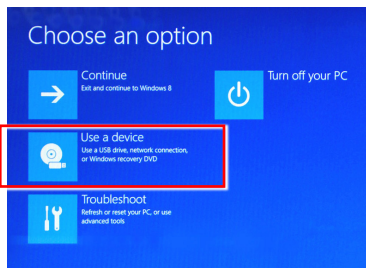 Choose an option
Continue
Exit and continue to Windows 8
Turn off your PC
Use a device
Use a USB drive, network connection,
or Windows recovery DVD
Troubleshoot
Refresh or reset your PC, or use
advanced tools